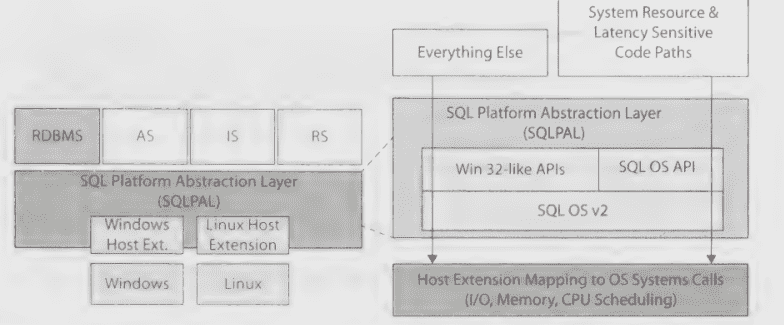 System Resource &
Latency Sensitive
Code Paths
Everything Else
RDBMS
AS
IS
RS
SQL Platform Abstraction Layer
(SQLPAL)
Windows
Host Ext.
Linux Host
Extension
Windows
Linux
SQL Platform Abstraction Layer
(SQLPAL)
Win 32-like APIs
SQL OS API
SQL OS v2
Host Extension Mapping to OS Systems Calls
(I/O, Memory, CPU Scheduling)